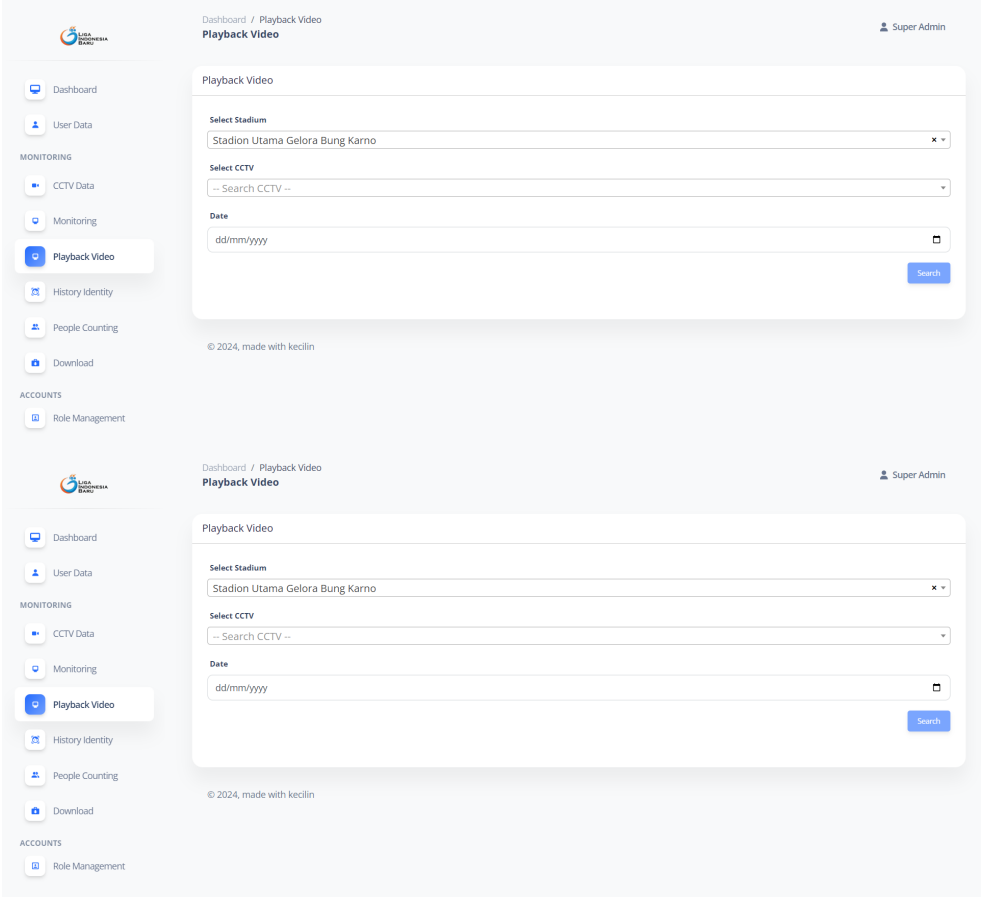 LIGA
INDONESIA
BARU
Dashboard / Playback Video
Playback Video
Super Admin
Dashboard
User Data
MONITORING
CCTV Data
Monitoring
Playback Video
History Identity
People Counting
Download
ACCOUNTS
Role Management
Playback Video
Select Stadium
Stadion Utama Gelora Bung Karno
×
Select CCTV
-- Search CCTV --
Date
dd/mm/yyyy
Search
© 2024, made with kecilin
LIGA
INDONESIA
BARU
Dashboard / Playback Video
Playback Video
Super Admin
Dashboard
User Data
MONITORING
CCTV Data
Monitoring
Playback Video
History Identity
People Counting
Download
ACCOUNTS
Role Management
Playback Video
Select Stadium
Stadion Utama Gelora Bung Karno
×
Select CCTV
-- Search CCTV --
Date
dd/mm/yyyy
Search
© 2024, made with kecilin